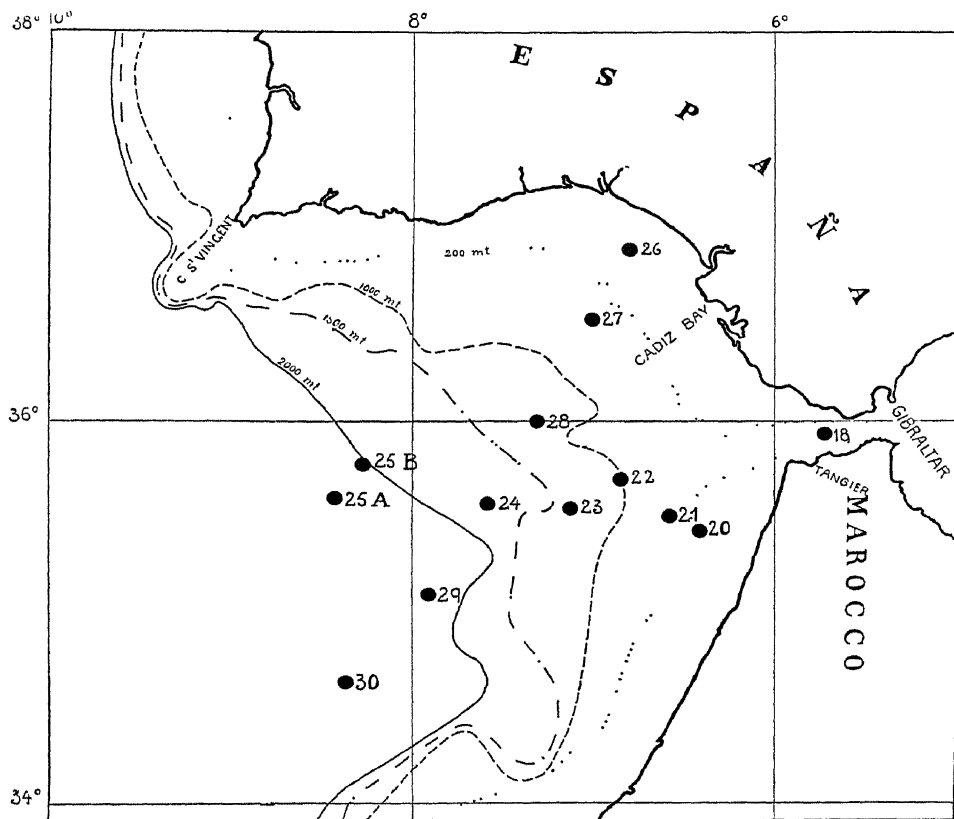 38° 10° 8° 6°
E S P A Ñ A
C St VINCENT
200 mt
26
1000 mt
27
1500 mt
CADIZ BAY
2000 mt
36°
28
18
GIBRALTAR
25 B
22
TANGIER
25 A
24
23
21
20
MAROCCO
29
30
34°